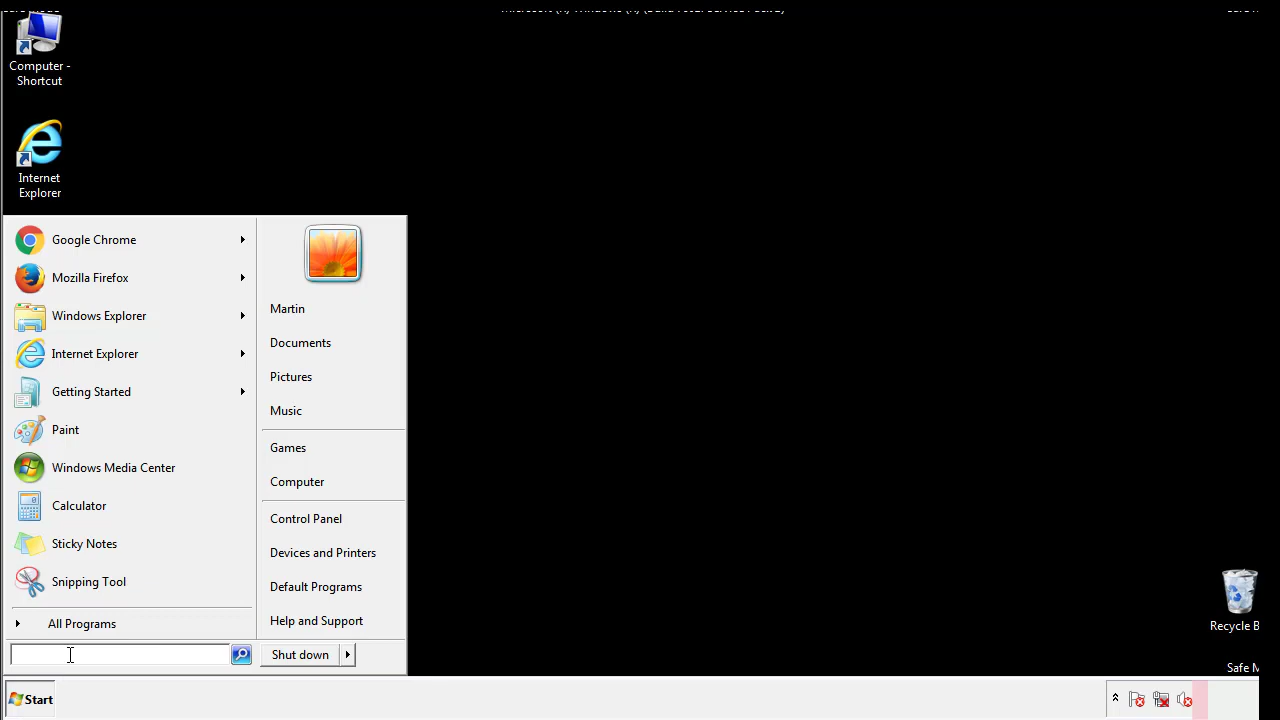 Computer -
Shortcut
Internet
Explorer
Google Chrome
Mozilla Firefox
Windows Explorer
Internet Explorer
Getting Started
Paint
Windows Media Center
Calculator
Sticky Notes
Snipping Tool
All Programs
Martin
Documents
Pictures
Music
Games
Computer
Control Panel
Devices and Printers
Default Programs
Help and Support
Shut down
Start
Recycle B
Safe M